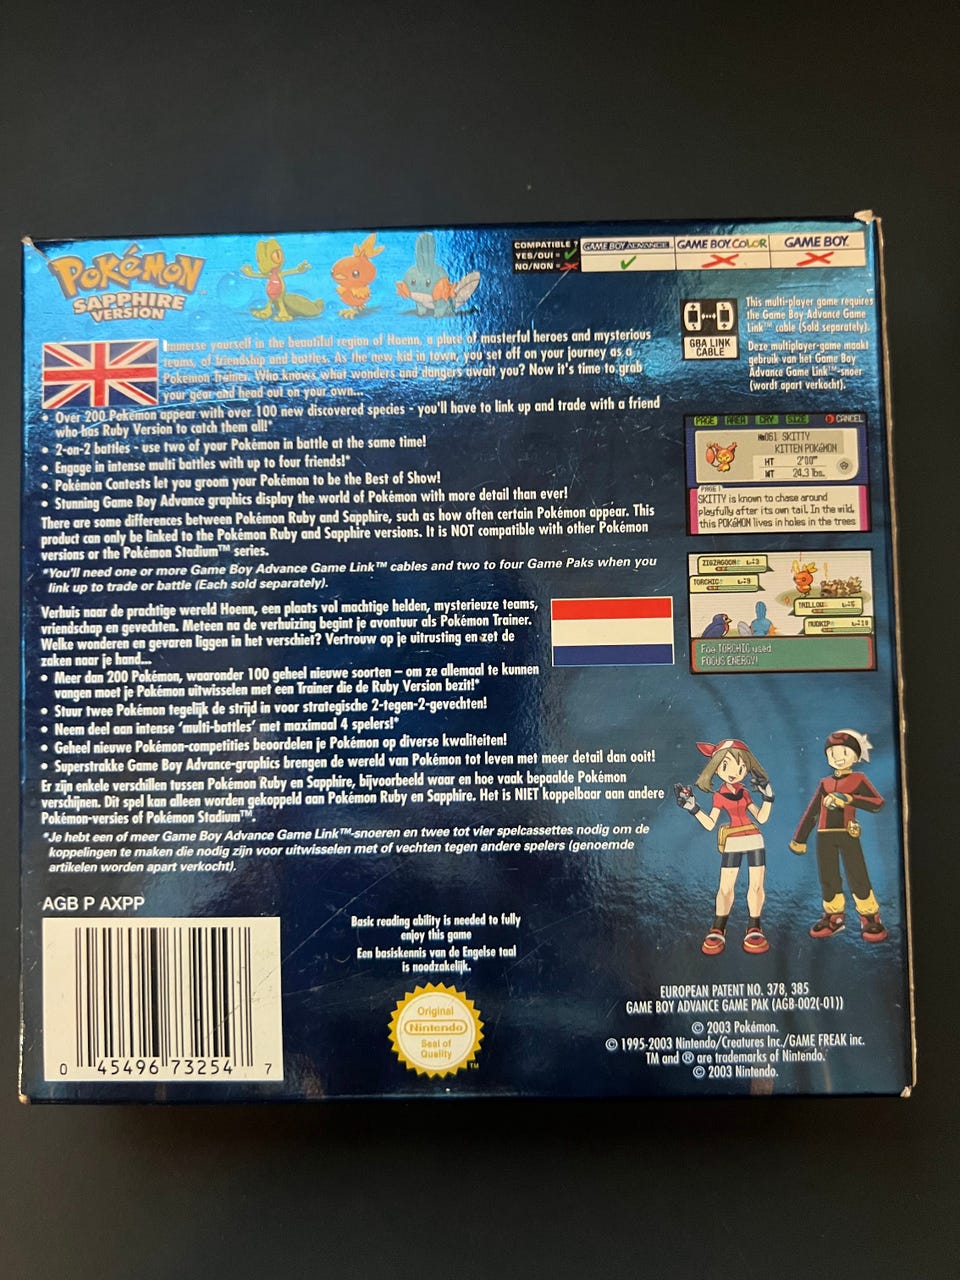 POKéMON
SAPPHIRE
VERSION
COMPATIBLE ?
YES/OUI =
NO/NON =
GAME BOY ADVANCE
GAME BOY COLOR
GAME BOY
GBA LINK
CABLE
This multi-player game requires
the Game Boy Advance Game
Link™ cable (Sold separately).
Deze multiplayer-game maakt
gebruik van het Game Boy
Advance Game Link™-snoer
(wordt apart verkocht).
Immerse yourself in the beautiful region of Hoenn, a place of masterful heroes and mysterious
teams, of friendship and battles. As the new kid in town, you set off on your journey as a
Pokémon Trainer. Who knows what wonders and dangers await you? Now it's time to grab
your gear and head out on your own...
• Over 200 Pokémon appear with over 100 new discovered species - you'll have to link up and trade with a friend
who has Ruby Version to catch them all!*
• 2-on-2 battles - use two of your Pokémon in battle at the same time!
• Engage in intense multi battles with up to four friends!*
• Pokémon Contests let you groom your Pokémon to be the Best of Show!
• Stunning Game Boy Advance graphics display the world of Pokémon with more detail than ever!
There are some differences between Pokémon Ruby and Sapphire, such as how often certain Pokémon appear. This
product can only be linked to the Pokémon Ruby and Sapphire versions. It is NOT compatible with other Pokémon
versions or the Pokémon Stadium™ series.
*You'll need one or more Game Boy Advance Game Link™ cables and two to four Game Paks when you
link up to trade or battle (Each sold separately).
PAGE AREA CRY SIZE CANCEL
No061 SKITTY
KITTEN POKéMON
HT 2'00"
WT 24.3 lbs.
PAGE 1
SKITTY is known to chase around
playfully after its own tail. In the wild,
this POKéMON lives in holes in the trees
ZIGZAGOON♂ Lv3
TORCHIC♂ Lv9
TAILLOW Lv5
MUDKIP♂ Lv10
Foe TORCHIC used
FOCUS ENERGY!
Verhuis naar de prachtige wereld Hoenn, een plaats vol machtige helden, mysterieuze teams,
vriendschap en gevechten. Meteen na de verhuizing begint je avontuur als Pokémon Trainer.
Welke wonderen en gevaren liggen in het verschiet? Vertrouw op je uitrusting en zet de
zaken naar je hand...
• Meer dan 200 Pokémon, waaronder 100 geheel nieuwe soorten – om ze allemaal te kunnen
vangen moet je Pokémon uitwisselen met een Trainer die de Ruby Version bezit!*
• Stuur twee Pokémon tegelijk de strijd in voor strategische 2-tegen-2-gevechten!
• Neem deel aan intense 'multi-battles' met maximaal 4 spelers!*
• Geheel nieuwe Pokémon-competities beoordelen je Pokémon op diverse kwaliteiten!
• Superstrakke Game Boy Advance-graphics brengen de wereld van Pokémon tot leven met meer detail dan ooit!
Er zijn enkele verschillen tussen Pokémon Ruby en Sapphire, bijvoorbeeld waar en hoe vaak bepaalde Pokémon
verschijnen. Dit spel kan alleen worden gekoppeld aan Pokémon Ruby en Sapphire. Het is NIET koppelbaar aan andere
Pokémon-versies of Pokémon Stadium™.
*Je hebt een of meer Game Boy Advance Game Link™-snoeren en twee tot vier spelcassettes nodig om de
koppelingen te maken die nodig zijn voor uitwisselen met of vechten tegen andere spelers (genoemde
artikelen worden apart verkocht).
AGB P AXPP
0 45496 73254 7
Basic reading ability is needed to fully
enjoy this game
Een basiskennis van de Engelse taal
is noodzakelijk.
Original
Nintendo
Seal of
Quality
TM
EUROPEAN PATENT NO. 378, 385
GAME BOY ADVANCE GAME PAK (AGB-002(-01))
© 2003 Pokémon.
© 1995-2003 Nintendo/Creatures Inc./GAME FREAK inc.
TM and ® are trademarks of Nintendo.
© 2003 Nintendo.